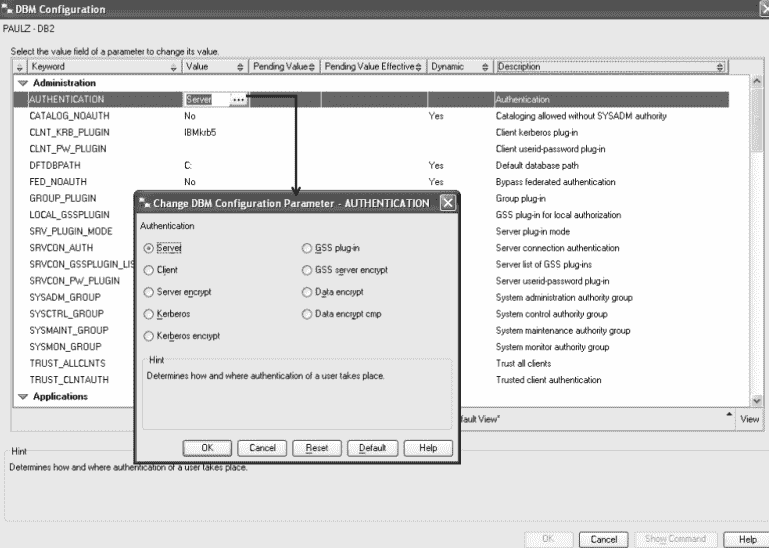 DBM Configuration
PAULZ - DB2
Select the value field of a parameter to change its value.
Keyword Value Pending Value Pending Value Effective Dynamic Description
Administration
AUTHENTICATION Server ... Authentication
CATALOG_NOAUTH No Yes Cataloging allowed without SYSADM authority
CLNT_KRB_PLUGIN IBMkrb5 Client kerberos plug-in
CLNT_PW_PLUGIN Client userid-password plug-in
DFTDBPATH C: Yes Default database path
FED_NOAUTH No Yes Bypass federated authentication
GROUP_PLUGIN Group plug-in
LOCAL_GSSPLUGIN GSS plug-in for local authorization
SRV_PLUGIN_MODE Server plug-in mode
SRVCON_AUTH Server connection authentication
SRVCON_GSSPLUGIN_LIS Server list of GSS plug-ins
SRVCON_PW_PLUGIN Server userid-password plug-in
SYSADM_GROUP System administration authority group
SYSCTRL_GROUP System control authority group
SYSMAINT_GROUP System maintenance authority group
SYSMON_GROUP System monitor authority group
TRUST_ALLCLNTS Trust all clients
TRUST_CLNTAUTH Trusted client authentication
Applications
fault View" View
Change DBM Configuration Parameter - AUTHENTICATION
Authentication
Server GSS plug-in
Client GSS server encrypt
Server encrypt Data encrypt
Kerberos Data encrypt cmp
Kerberos encrypt
Hint
Determines how and where authentication of a user takes place.
OK Cancel Reset Default Help
Hint
Determines how and where authentication of a user takes place.
OK Cancel Show Command Help